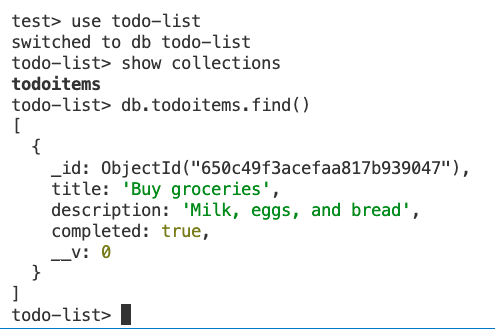 test> use todo-list
switched to db todo-list
todo-list> show collections
todoitems
todo-list> db.todoitems.find()
[
  {
    _id: ObjectId("650c49f3acefaa817b939047"),
    title: 'Buy groceries',
    description: 'Milk, eggs, and bread',
    completed: true,
    __v: 0
  }
]
todo-list>